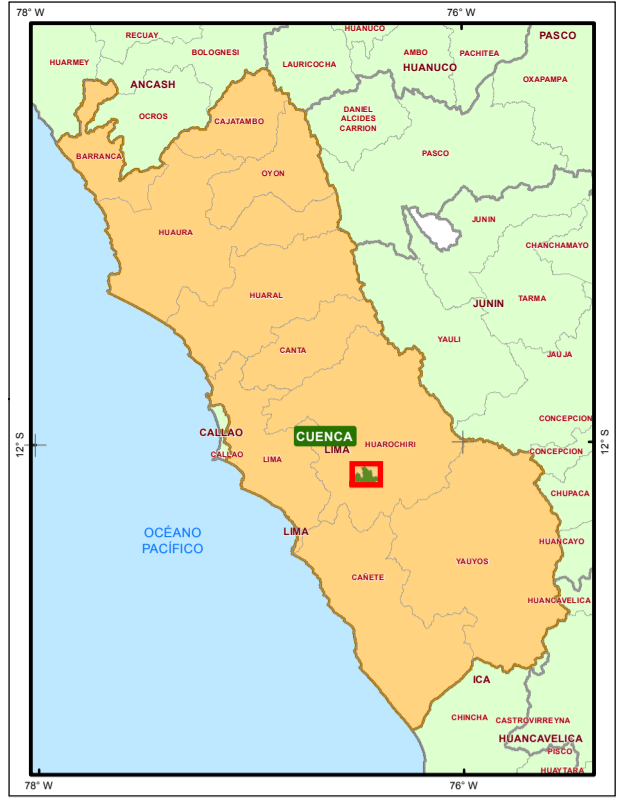 78° W
76° W
RECUAY
HUANUCO
PASCO
BOLOGNESI
AMBO
PACHITEA
HUARMEY
LAURICOCHA
HUANUCO
ANCASH
OXAPAMPA
OCROS
CAJATAMBO
DANIEL
ALCIDES
CARRION
BARRANCA
PASCO
OYON
HUAURA
JUNIN
CHANCHAMAYO
HUARAL
JUNIN
TARMA
YAULI
CANTA
JAUJA
CONCEPCION
CALLAO
CUENCA
12° S
HUAROCHIRI
12° S
LIMA
CALLAO
LIMA
CONCEPCION
CHUPACA
LIMA
OCÉANO
PACÍFICO
HUANCAYO
YAUYOS
CAÑETE
HUANCAVELICA
ICA
CHINCHA
CASTROVIRREYNA
HUANCAVELICA
PISCO
HUAYTARA
78° W
76° W